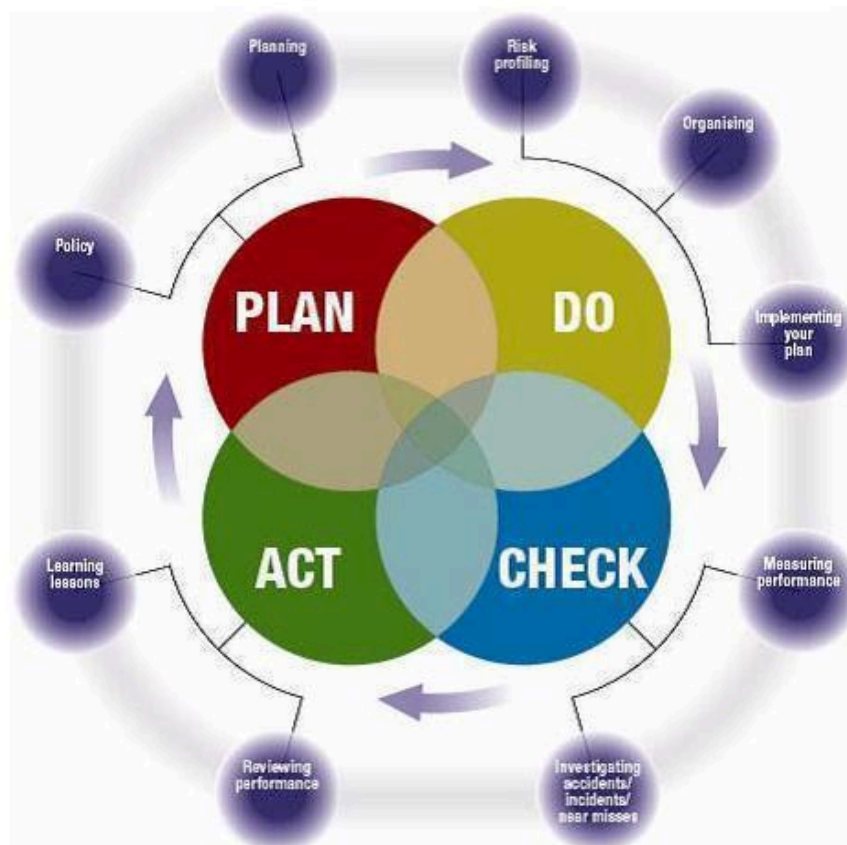 Planning
Risk
profiling
Organising
Policy
PLAN
DO
Implementing
your
plan
ACT
CHECK
Learning
lessons
Measuring
performance
Reviewing
performance
Investigating
accidents/
incidents/
near misses